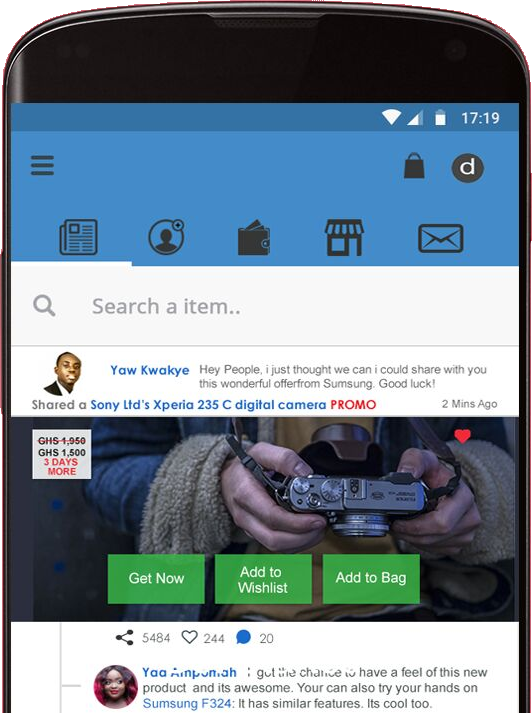 17:19
d
Search a item..
Yaw Kwakye Hey People, i just thought we can i could share with you
this wonderful offerfrom Sumsung. Good luck!
Shared a Sony Ltd's Xperia 235 C digital camera PROMO 2 Mins Ago
GHS 1,950
GHS 1,500
3 DAYS
MORE
Get Now
Add to
Wishlist
Add to Bag
5484 244 20
Yaa Ampomah I got the chance to have a feel of this new
product and its awesome. Your can also try your hands on
Sumsung F324: It has similar features. Its cool too.